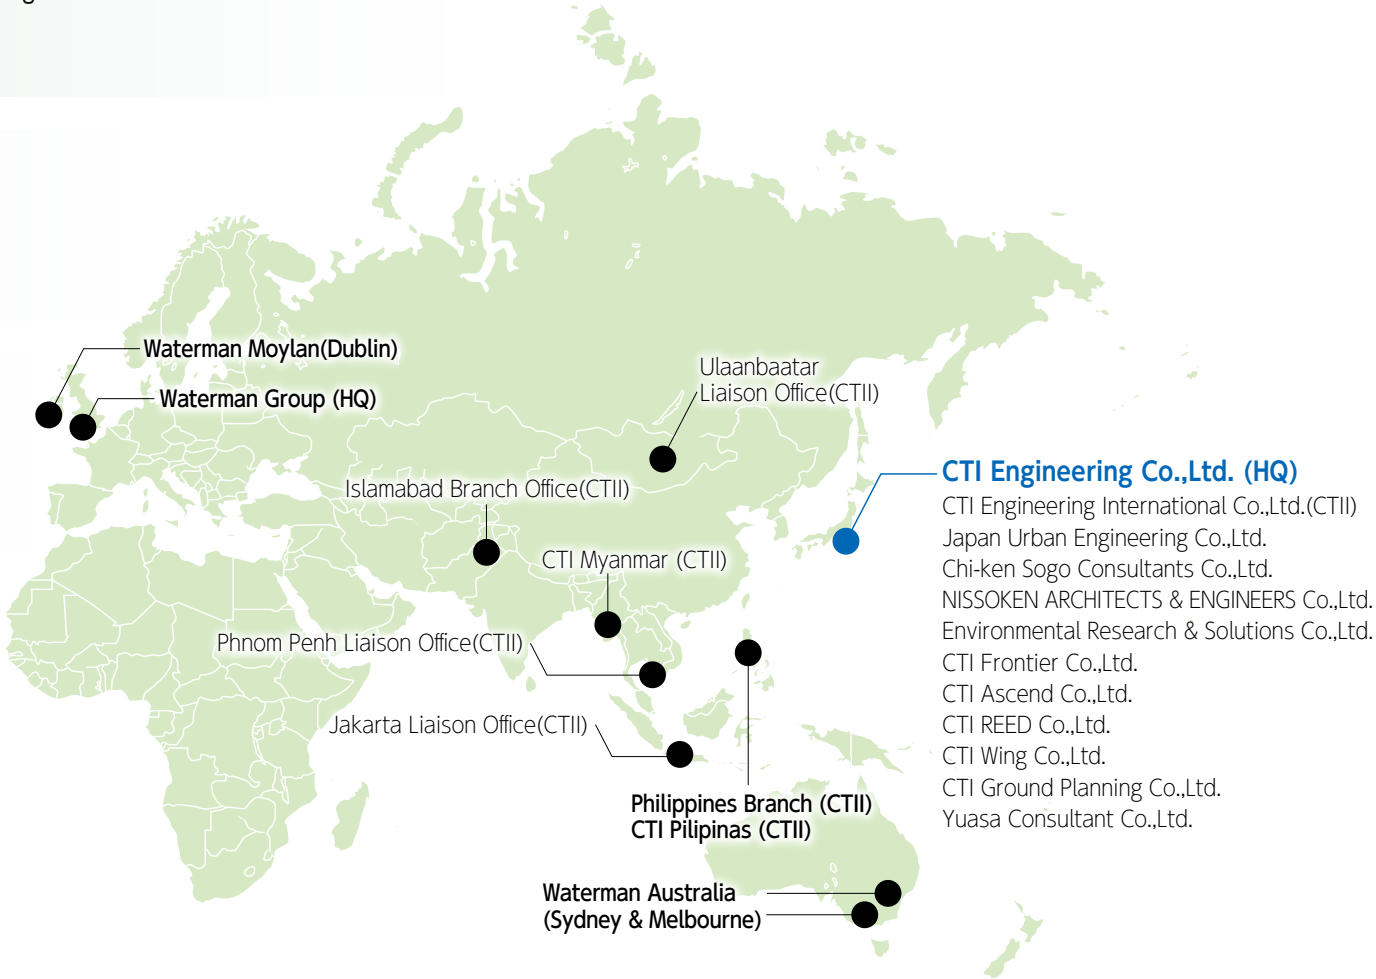 g
Waterman Moylan(Dublin)
Waterman Group (HQ)
Ulaanbaatar
Liaison Office(CTII)
Islamabad Branch Office(CTII)
CTI Myanmar (CTII)
Phnom Penh Liaison Office(CTII)
Jakarta Liaison Office(CTII)
Philippines Branch (CTII)
CTI Pilipinas (CTII)
Waterman Australia
(Sydney & Melbourne)
CTI Engineering Co.,Ltd. (HQ)
CTI Engineering International Co.,Ltd.(CTII)
Japan Urban Engineering Co.,Ltd.
Chi-ken Sogo Consultants Co.,Ltd.
NISSOKEN ARCHITECTS & ENGINEERS Co.,Ltd.
Environmental Research & Solutions Co.,Ltd.
CTI Frontier Co.,Ltd.
CTI Ascend Co.,Ltd.
CTI REED Co.,Ltd.
CTI Wing Co.,Ltd.
CTI Ground Planning Co.,Ltd.
Yuasa Consultant Co.,Ltd.